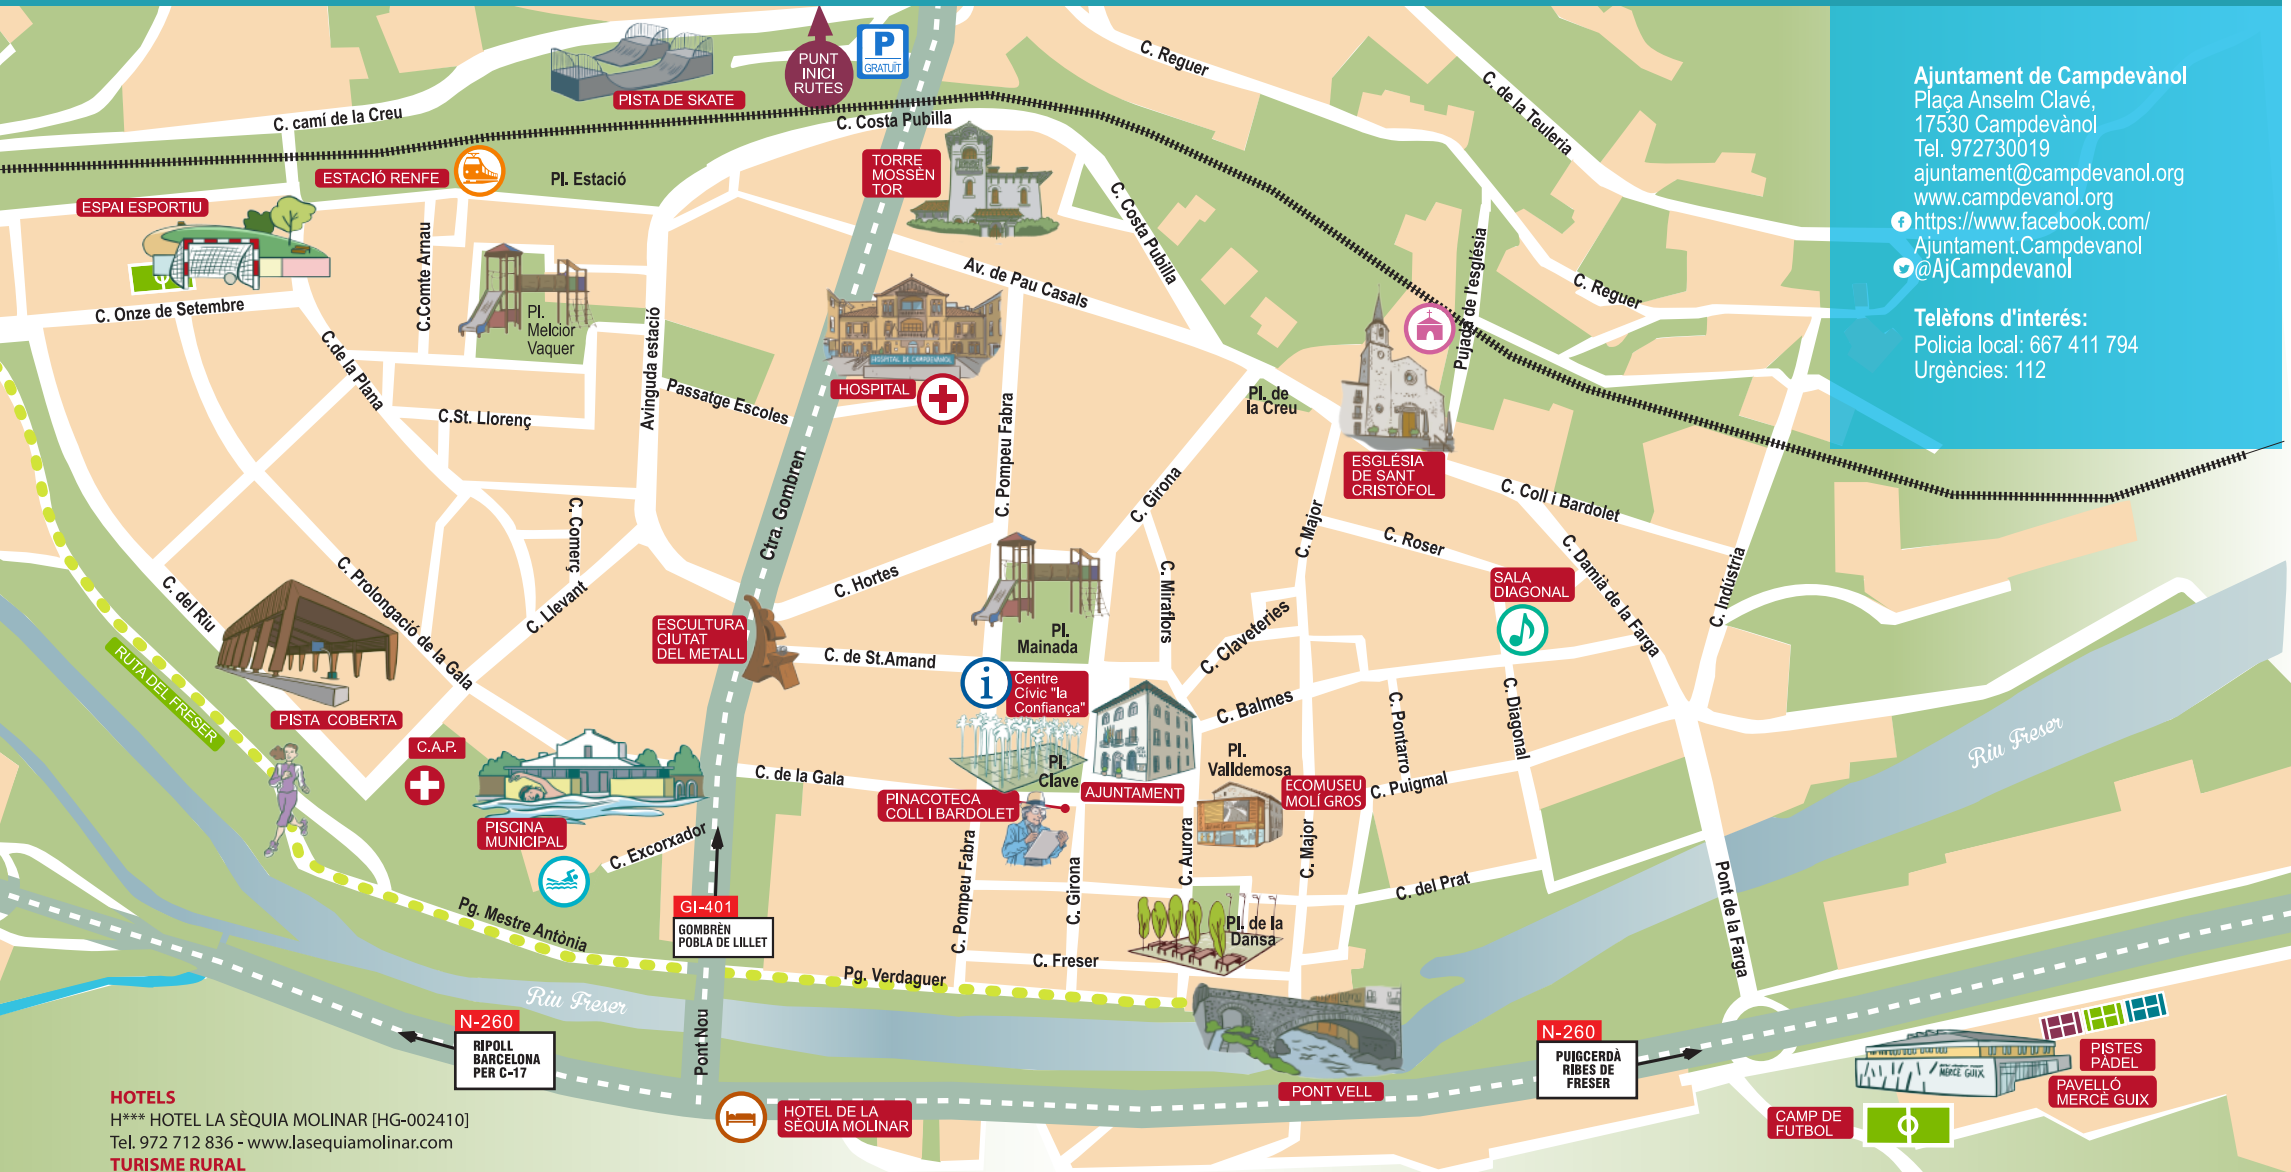 PUNT
INICI
RUTES
P
GRATUÏT
PISTA DE SKATE
C. camí de la Creu
C. Costa Pubilla
C. Reguer
C. de la Teuleria
Ajuntament de Campdevànol
Plaça Anselm Clavé,
17530 Campdevànol
Tel. 972730019
ajuntament@campdevanol.org
www.campdevanol.org
https://www.facebook.com/
Ajuntament.Campdevanol
@AjCampdevanol
Telèfons d'interés:
Policia local: 667 411 794
Urgències: 112
ESTACIÓ RENFE
Pl. Estació
TORRE
MOSSÈN
TOR
ESPAI ESPORTIU
C. Costa Pubilla
C.Comte Arnau
Av. de Pau Casals
Pujada de l'església
C. Reguer
C. Onze de Setembre
Pl.
Melcior
Vaquer
C.de la Plana
Avinguda estació
HOSPITAL DE CAMPDEVÀNOL
HOSPITAL
Passatge Escoles
C.St. Llorenç
Pl. de
la Creu
C. Pompeu Fabra
C. Girona
ESGLÉSIA
DE SANT
CRISTÒFOL
C. Coll i Bardolet
C. Major
C. Roser
Ctra. Gombren
C. Comerç
C. Hortes
C. Miraflors
C. Damià de la Farga
C. Indústria
SALA
DIAGONAL
C. del Riu
C. Prolongació de la Gala
C. Llevant
ESCULTURA
CIUTAT
DEL METALL
Pl.
Mainada
C. Claveteries
C. de St.Amand
i
Centre
Cívic "la
Confiança"
RUTA DEL FRESER
PISTA COBERTA
C. Balmes
C. Pontarro
C. Diagonal
C.A.P.
Pl.
Clave
Pl.
Valldemosa
Riu Freser
C. de la Gala
PINACOTECA
COLL I BARDOLET
AJUNTAMENT
ECOMUSEU
MOLÍ GROS
C. Puigmal
PISCINA
MUNICIPAL
C. Excorxador
C. Pompeu Fabra
C. Girona
C. Aurora
C. Major
C. del Prat
Pont de la Farga
GI-401
GOMBRÈN
POBLA DE LILLET
Pg. Mestre Antònia
Pl. de la
Dansa
C. Freser
Pg. Verdaguer
Riu Freser
N-260
RIPOLL
BARCELONA
PER C-17
Pont Nou
N-260
PUIGCERDÀ
RIBES DE
FRESER
MERCÈ GUIX
PISTES
PÀDEL
PAVELLÓ
MERCÈ GUIX
PONT VELL
HOTEL DE LA
SÈQUIA MOLINAR
CAMP DE
FUTBOL
HOTELS
H*** HOTEL LA SÈQUIA MOLINAR [HG-002410]
Tel. 972 712 836 - www.lasequiamolinar.com
TURISME RURAL